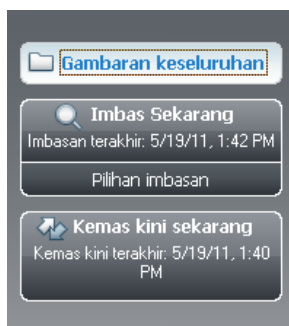 Gambaran keseluruhan
Imbas Sekarang
Imbasan terakhir: 5/19/11, 1:42 PM
Pilihan imbasan
Kemas kini sekarang
Kemas kini terakhir: 5/19/11, 1:40
PM